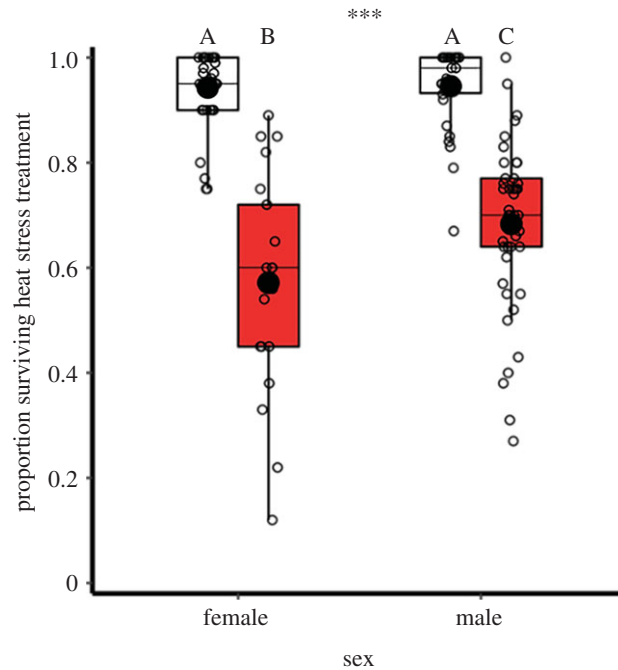 ***
A B A C
1.0
0.8
0.6
0.4
0.2
0
proportion surviving heat stress treatment
female male
sex